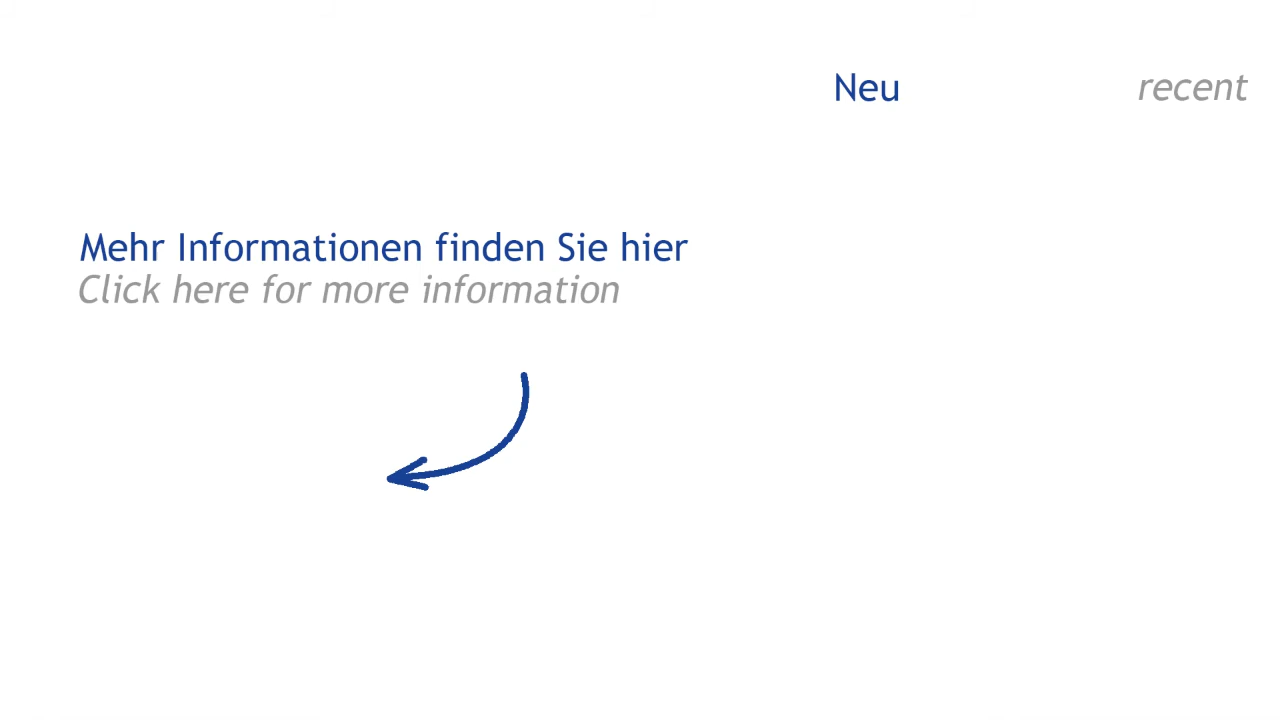 Neu recent
Mehr Informationen finden Sie hier
Click here for more information